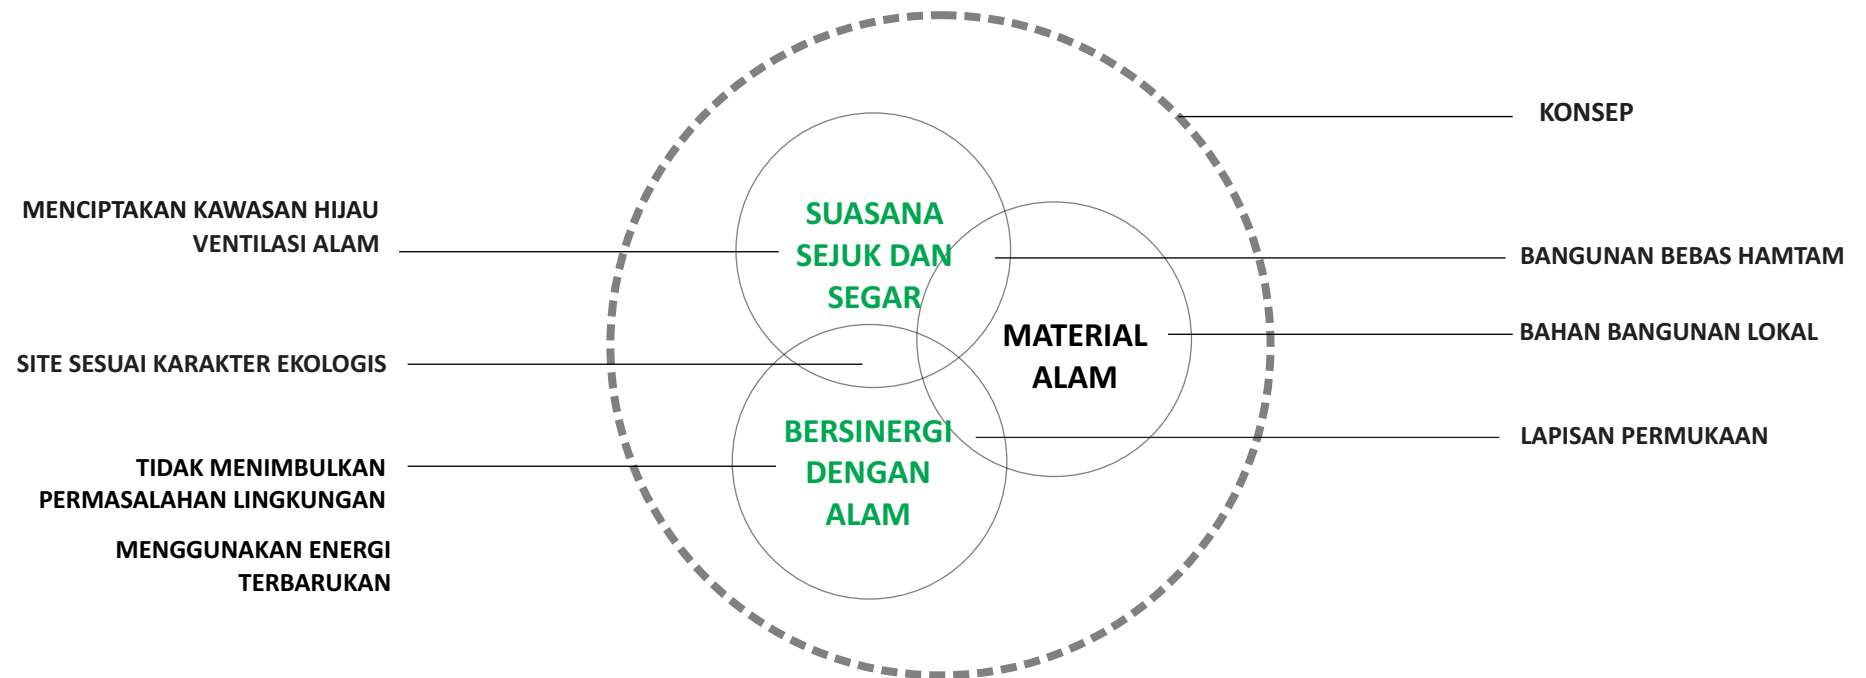 KONSEP
MENCIPTAKAN KAWASAN HIJAU
VENTILASI ALAM
SUASANA
SEJUK DAN
SEGAR
BANGUNAN BEBAS HAMTAM
MATERIAL
ALAM
BAHAN BANGUNAN LOKAL
SITE SESUAI KARAKTER EKOLOGIS
BERSINERGI
DENGAN
ALAM
LAPISAN PERMUKAAN
TIDAK MENIMBULKAN
PERMASALAHAN LINGKUNGAN
MENGGUNAKAN ENERGI
TERBARUKAN